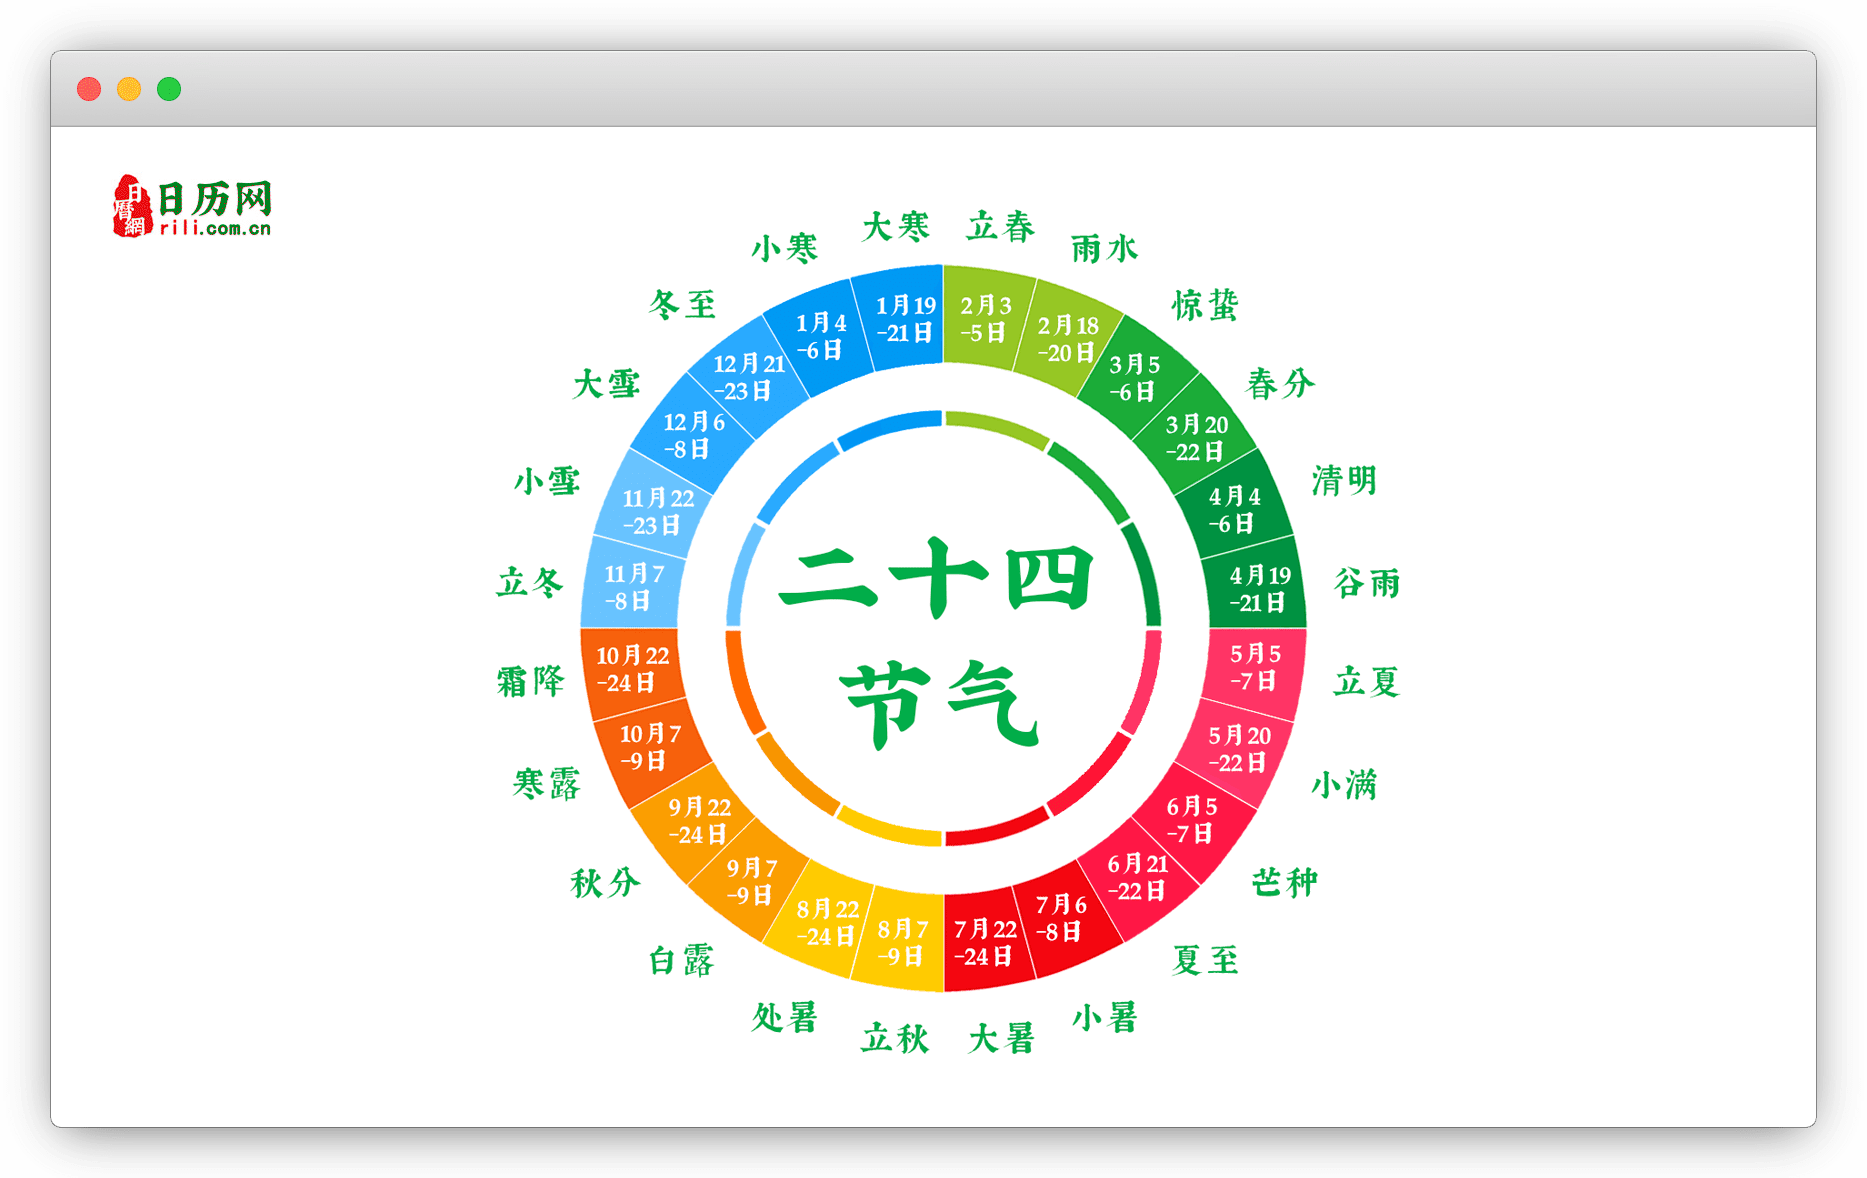 日曆網
日历网
rili.com.cn
二十四
节气
立春
2月3
-5日
雨水
2月18
-20日
惊蛰
3月5
-6日
春分
3月20
-22日
清明
4月4
-6日
谷雨
4月19
-21日
立夏
5月5
-7日
小满
5月20
-22日
芒种
6月5
-7日
夏至
6月21
-22日
小暑
7月6
-8日
大暑
7月22
-24日
立秋
8月7
-9日
处暑
8月22
-24日
白露
9月7
-9日
秋分
9月22
-24日
寒露
10月7
-9日
霜降
10月22
-24日
立冬
11月7
-8日
小雪
11月22
-23日
大雪
12月6
-8日
冬至
12月21
-23日
小寒
1月4
-6日
大寒
1月19
-21日